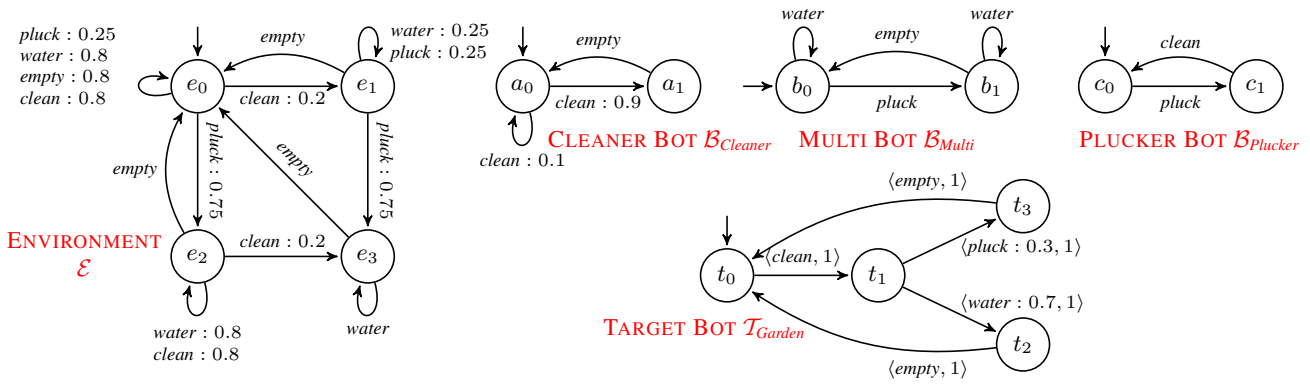 pluck : 0.25
water : 0.8
empty : 0.8
clean : 0.8
e₀
clean : 0.2
empty
e₁
water : 0.25
pluck : 0.25
empty
pluck : 0.75
empty
pluck : 0.75
e₂
clean : 0.2
e₃
water : 0.8
clean : 0.8
water
ENVIRONMENT
ℰ
a₀
empty
clean : 0.9
a₁
clean : 0.1
CLEANER BOT ℬ_Cleaner
water
b₀
empty
pluck
water
b₁
MULTI BOT ℬ_Multi
c₀
clean
pluck
c₁
PLUCKER BOT ℬ_Plucker
⟨empty, 1⟩
t₃
⟨pluck : 0.3, 1⟩
t₀
⟨clean, 1⟩
t₁
⟨water : 0.7, 1⟩
t₂
⟨empty, 1⟩
TARGET BOT 𝒯_Garden